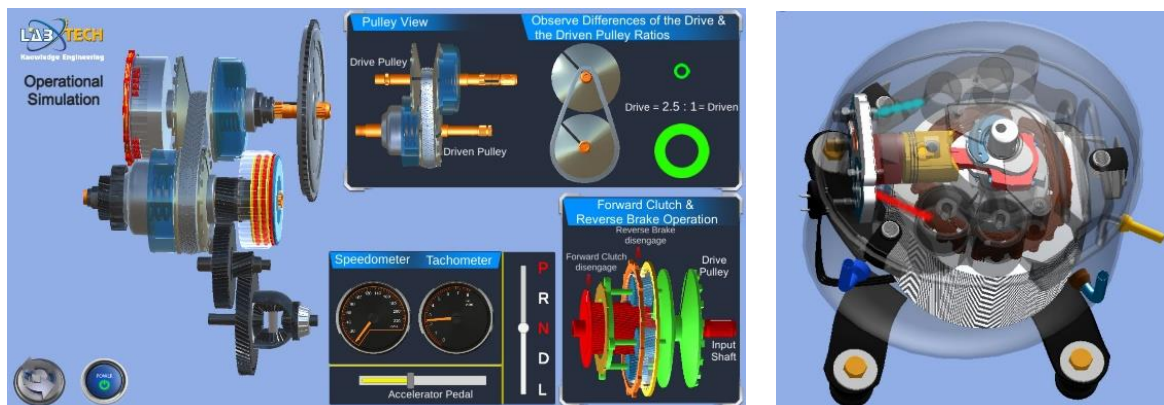 LAB TECH
Knowledge Engineering
Operational
Simulation
Pulley View
Drive Pulley
Driven Pulley
Observe Differences of the Drive &
the Driven Pulley Ratios
Drive = 2.5 : 1 = Driven
Forward Clutch &
Reverse Brake Operation
Reverse Brake
disengage
Forward Clutch
disengage
Drive
Pulley
Input
Shaft
Speedometer
Tachometer
P
R
N
D
L
Accelerator Pedal
POWER